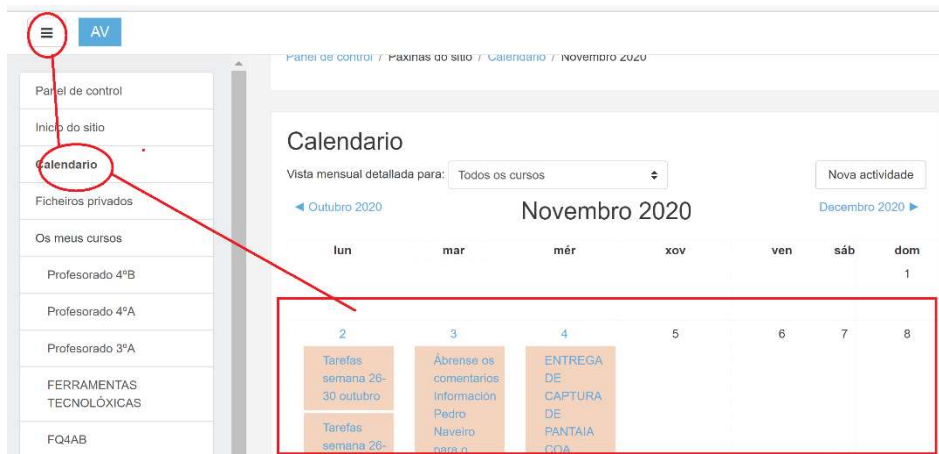 AV
Panel de control / Páxinas do sitio / Calendario / Novembro 2020
Panel de control
Inicio do sitio
Calendario
Ficheiros privados
Os meus cursos
Profesorado 4ºB
Profesorado 4ºA
Profesorado 3ºA
FERRAMENTAS
TECNOLÓXICAS
FQ4AB
Calendario
Vista mensual detallada para: Todos os cursos
Nova actividade
◄ Outubro 2020
Novembro 2020
Decembro 2020 ►
lun mar mér xov ven sáb dom
1
2 3 4 5 6 7 8
Tarefas
semana 26-
30 outubro
Tarefas
semana 26-
Ábrense os
comentarios
Información
Pedro
Naveiro
para o
ENTREGA
DE
CAPTURA
DE
PANTAIA
COA